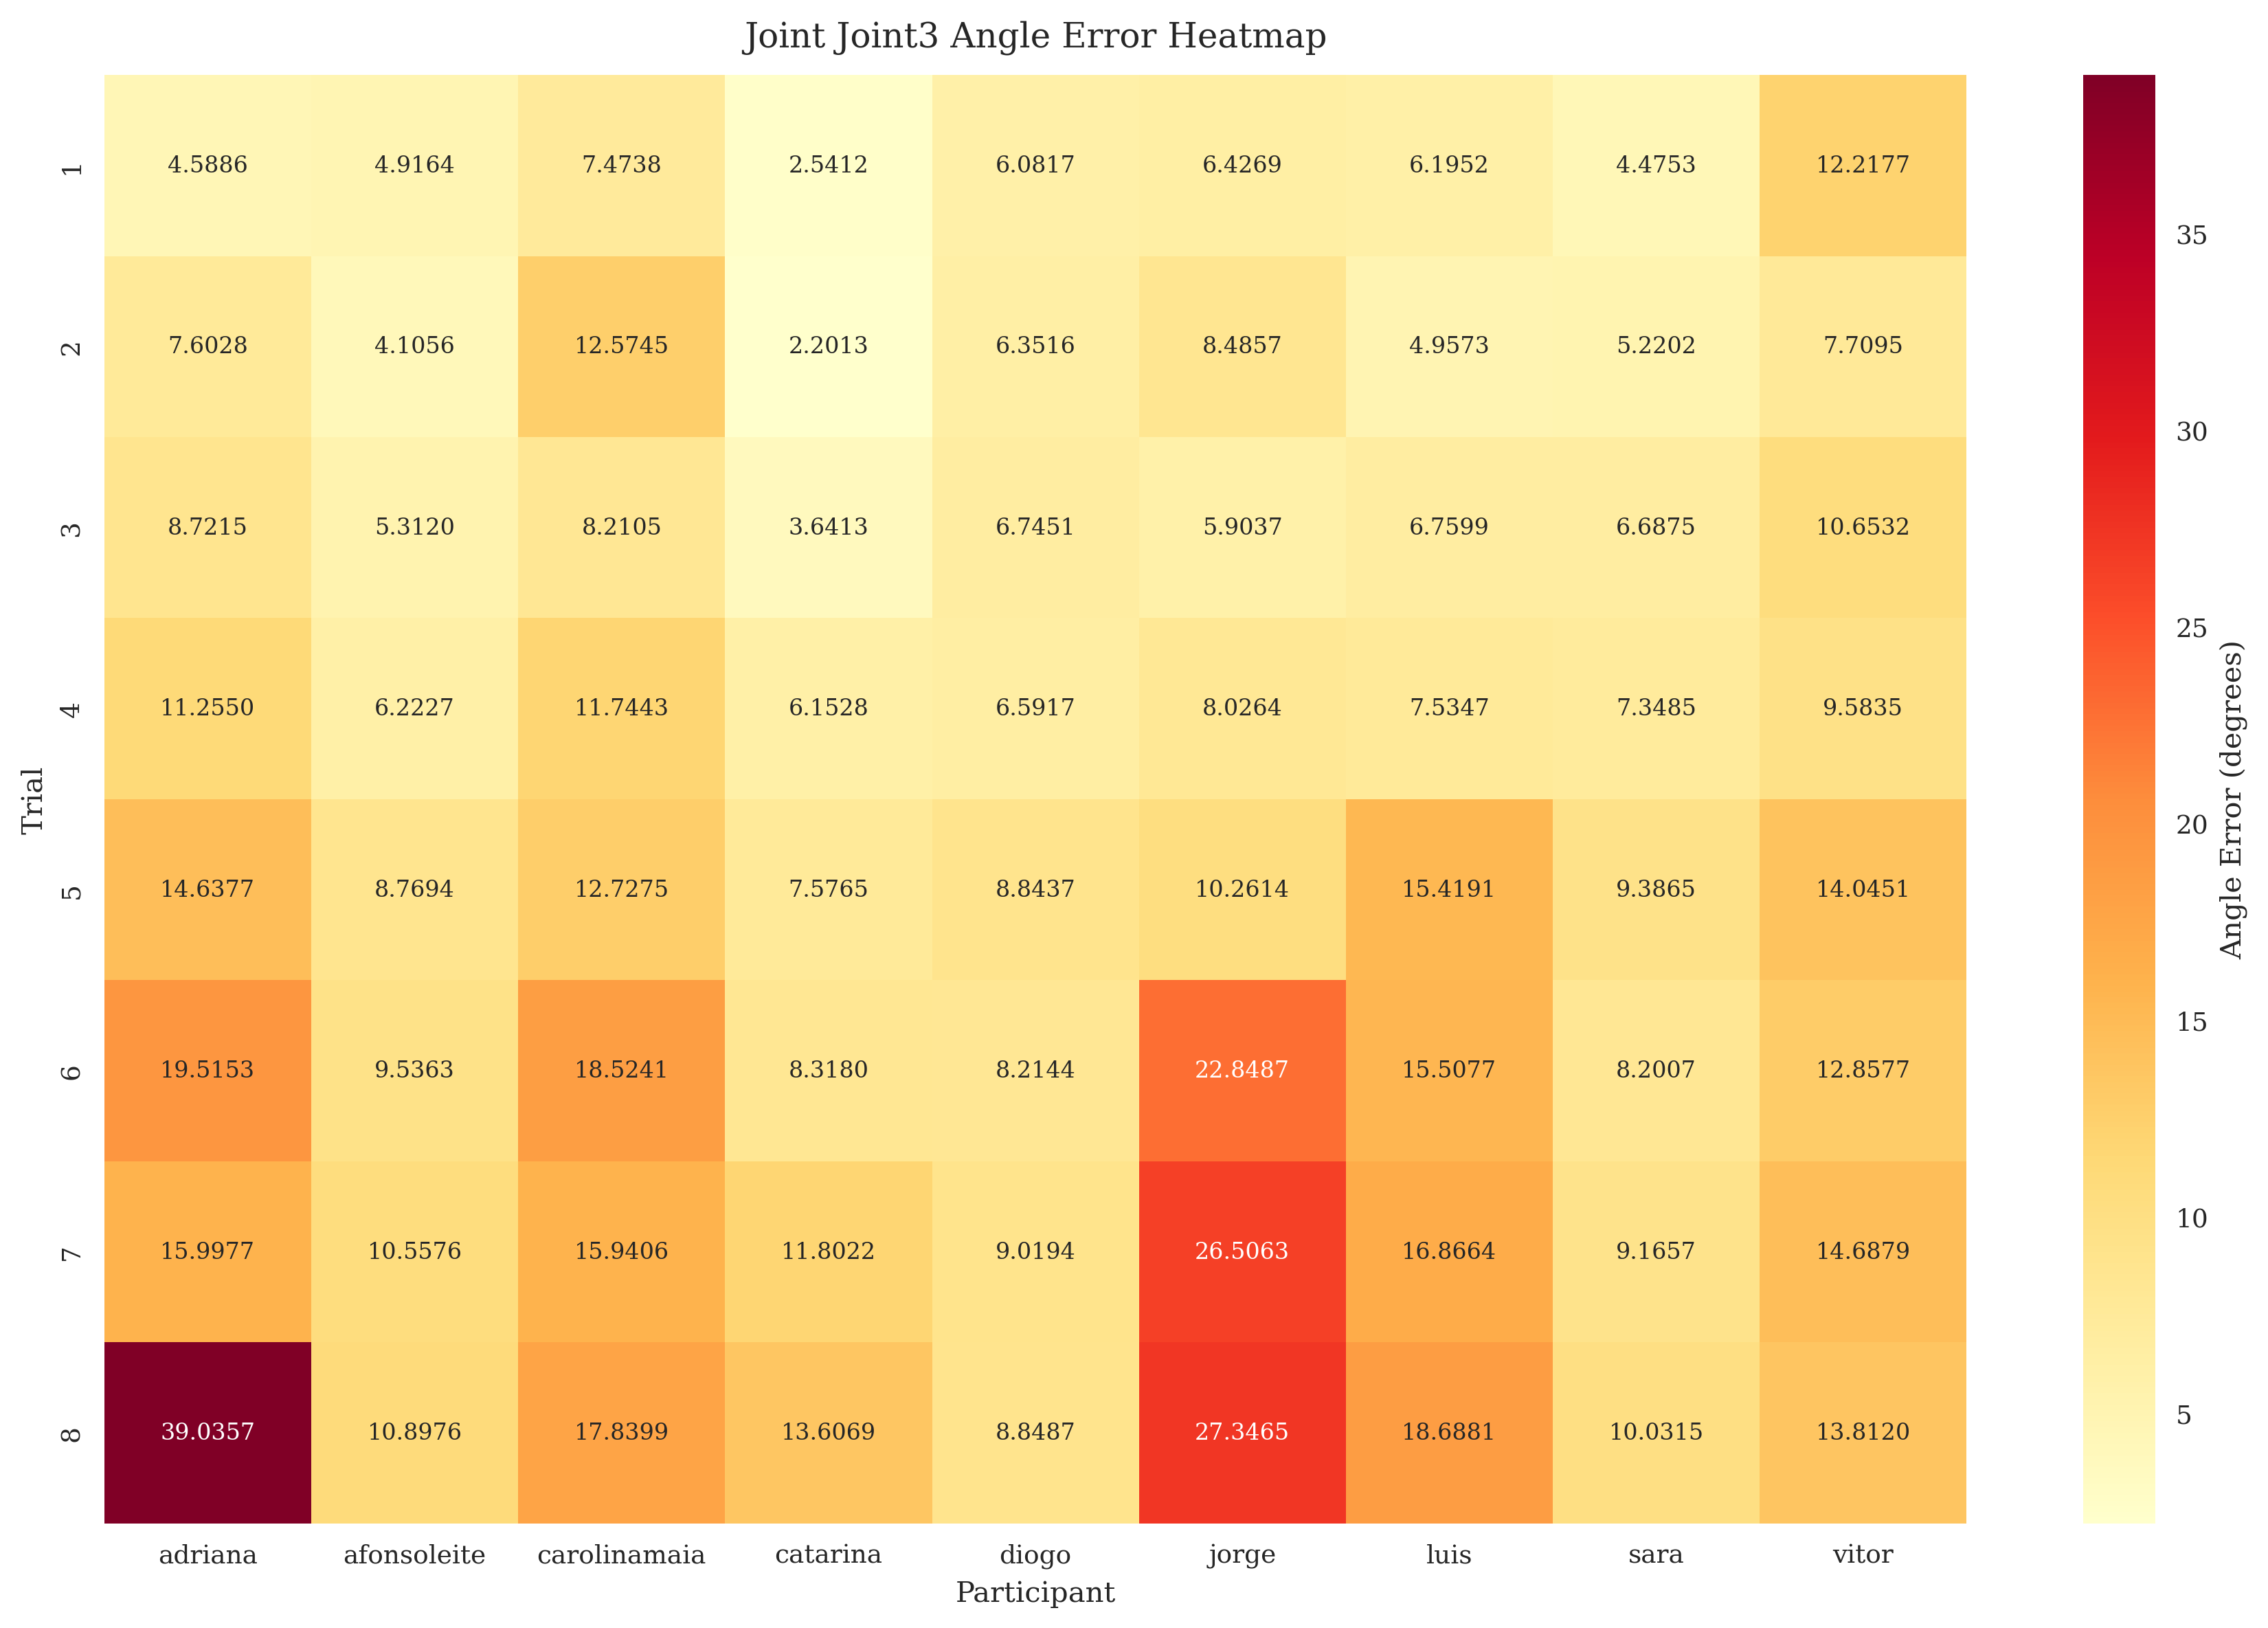 Joint Joint3 Angle Error Heatmap
1 4.5886 4.9164 7.4738 2.5412 6.0817 6.4269 6.1952 4.4753 12.2177
2 7.6028 4.1056 12.5745 2.2013 6.3516 8.4857 4.9573 5.2202 7.7095
3 8.7215 5.3120 8.2105 3.6413 6.7451 5.9037 6.7599 6.6875 10.6532
4 11.2550 6.2227 11.7443 6.1528 6.5917 8.0264 7.5347 7.3485 9.5835
5 14.6377 8.7694 12.7275 7.5765 8.8437 10.2614 15.4191 9.3865 14.0451
6 19.5153 9.5363 18.5241 8.3180 8.2144 22.8487 15.5077 8.2007 12.8577
7 15.9977 10.5576 15.9406 11.8022 9.0194 26.5063 16.8664 9.1657 14.6879
8 39.0357 10.8976 17.8399 13.6069 8.8487 27.3465 18.6881 10.0315 13.8120
Trial
adriana afonsoleite carolinamaia catarina diogo jorge luis sara vitor
Participant
35
30
25
20
15
10
5
Angle Error (degrees)